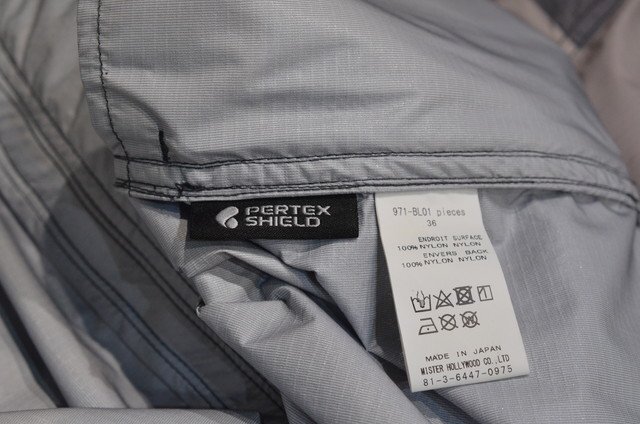 PERTEX
SHIELD
971-BL01 pieces
36
ENDROIT SURFACE
100%NYLON NYLON
ENVERS BACK
100%NYLON NYLON
MADE IN JAPAN
MISTER HOLLYWOOD CO.,LTD
81-3-6447-0975